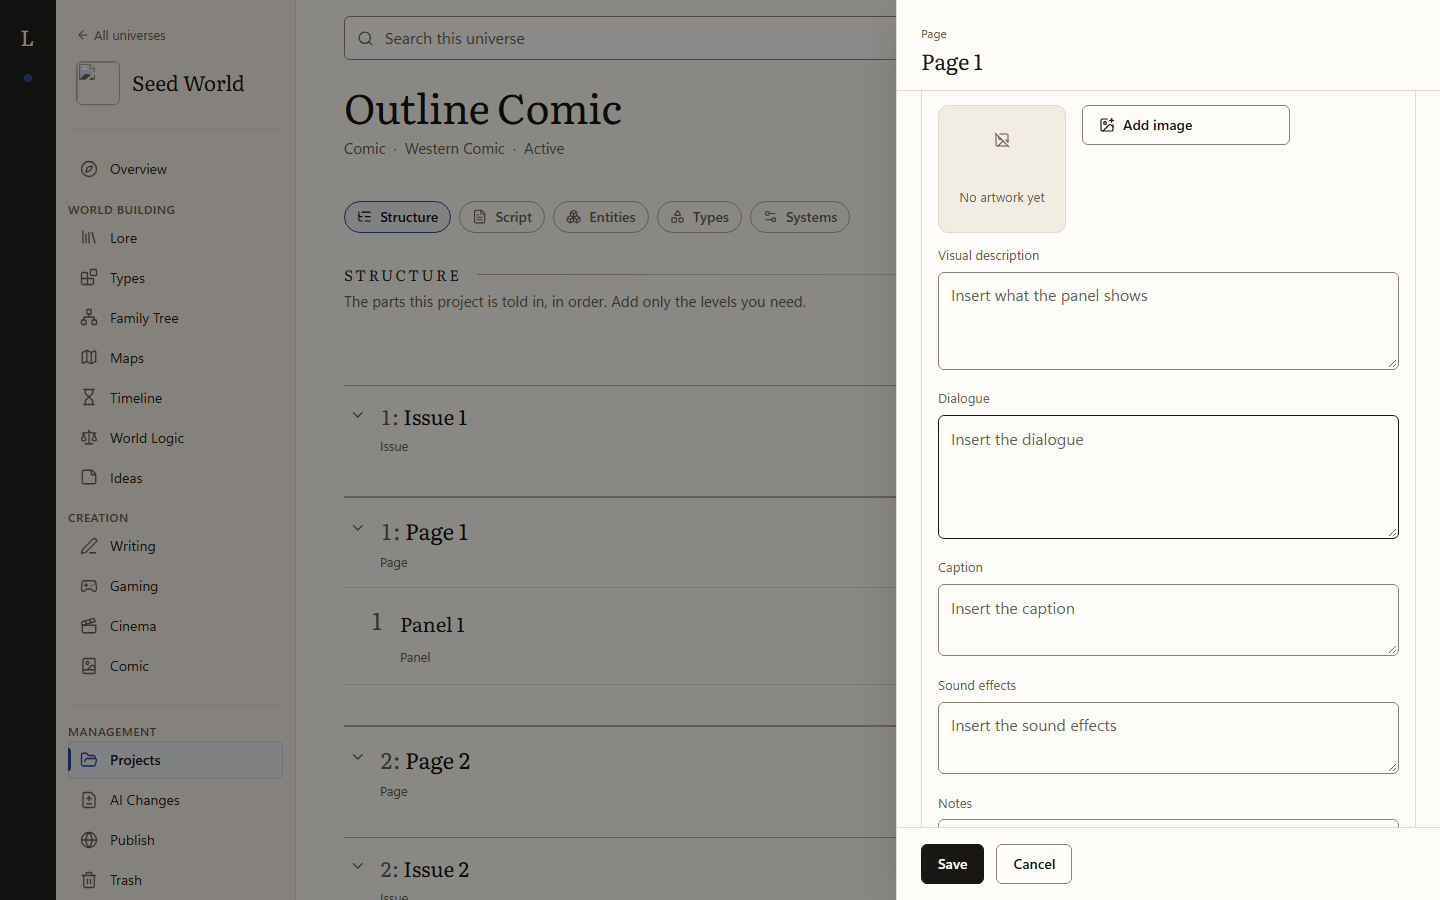 L
All universes
Seed World
Overview
WORLD BUILDING
Lore
Types
Family Tree
Maps
Timeline
World Logic
Ideas
CREATION
Writing
Gaming
Cinema
Comic
MANAGEMENT
Projects
AI Changes
Publish
Trash
Search this universe
Outline Comic
Comic · Western Comic · Active
Structure
Script
Entities
Types
Systems
STRUCTURE
The parts this project is told in, in order. Add only the levels you need.
1: Issue 1
Issue
1: Page 1
Page
1 Panel 1
Panel
2: Page 2
Page
2: Issue 2
Issue
Page
Page 1
No artwork yet
Add image
Visual description
Insert what the panel shows
Dialogue
Insert the dialogue
Caption
Insert the caption
Sound effects
Insert the sound effects
Notes
Save
Cancel